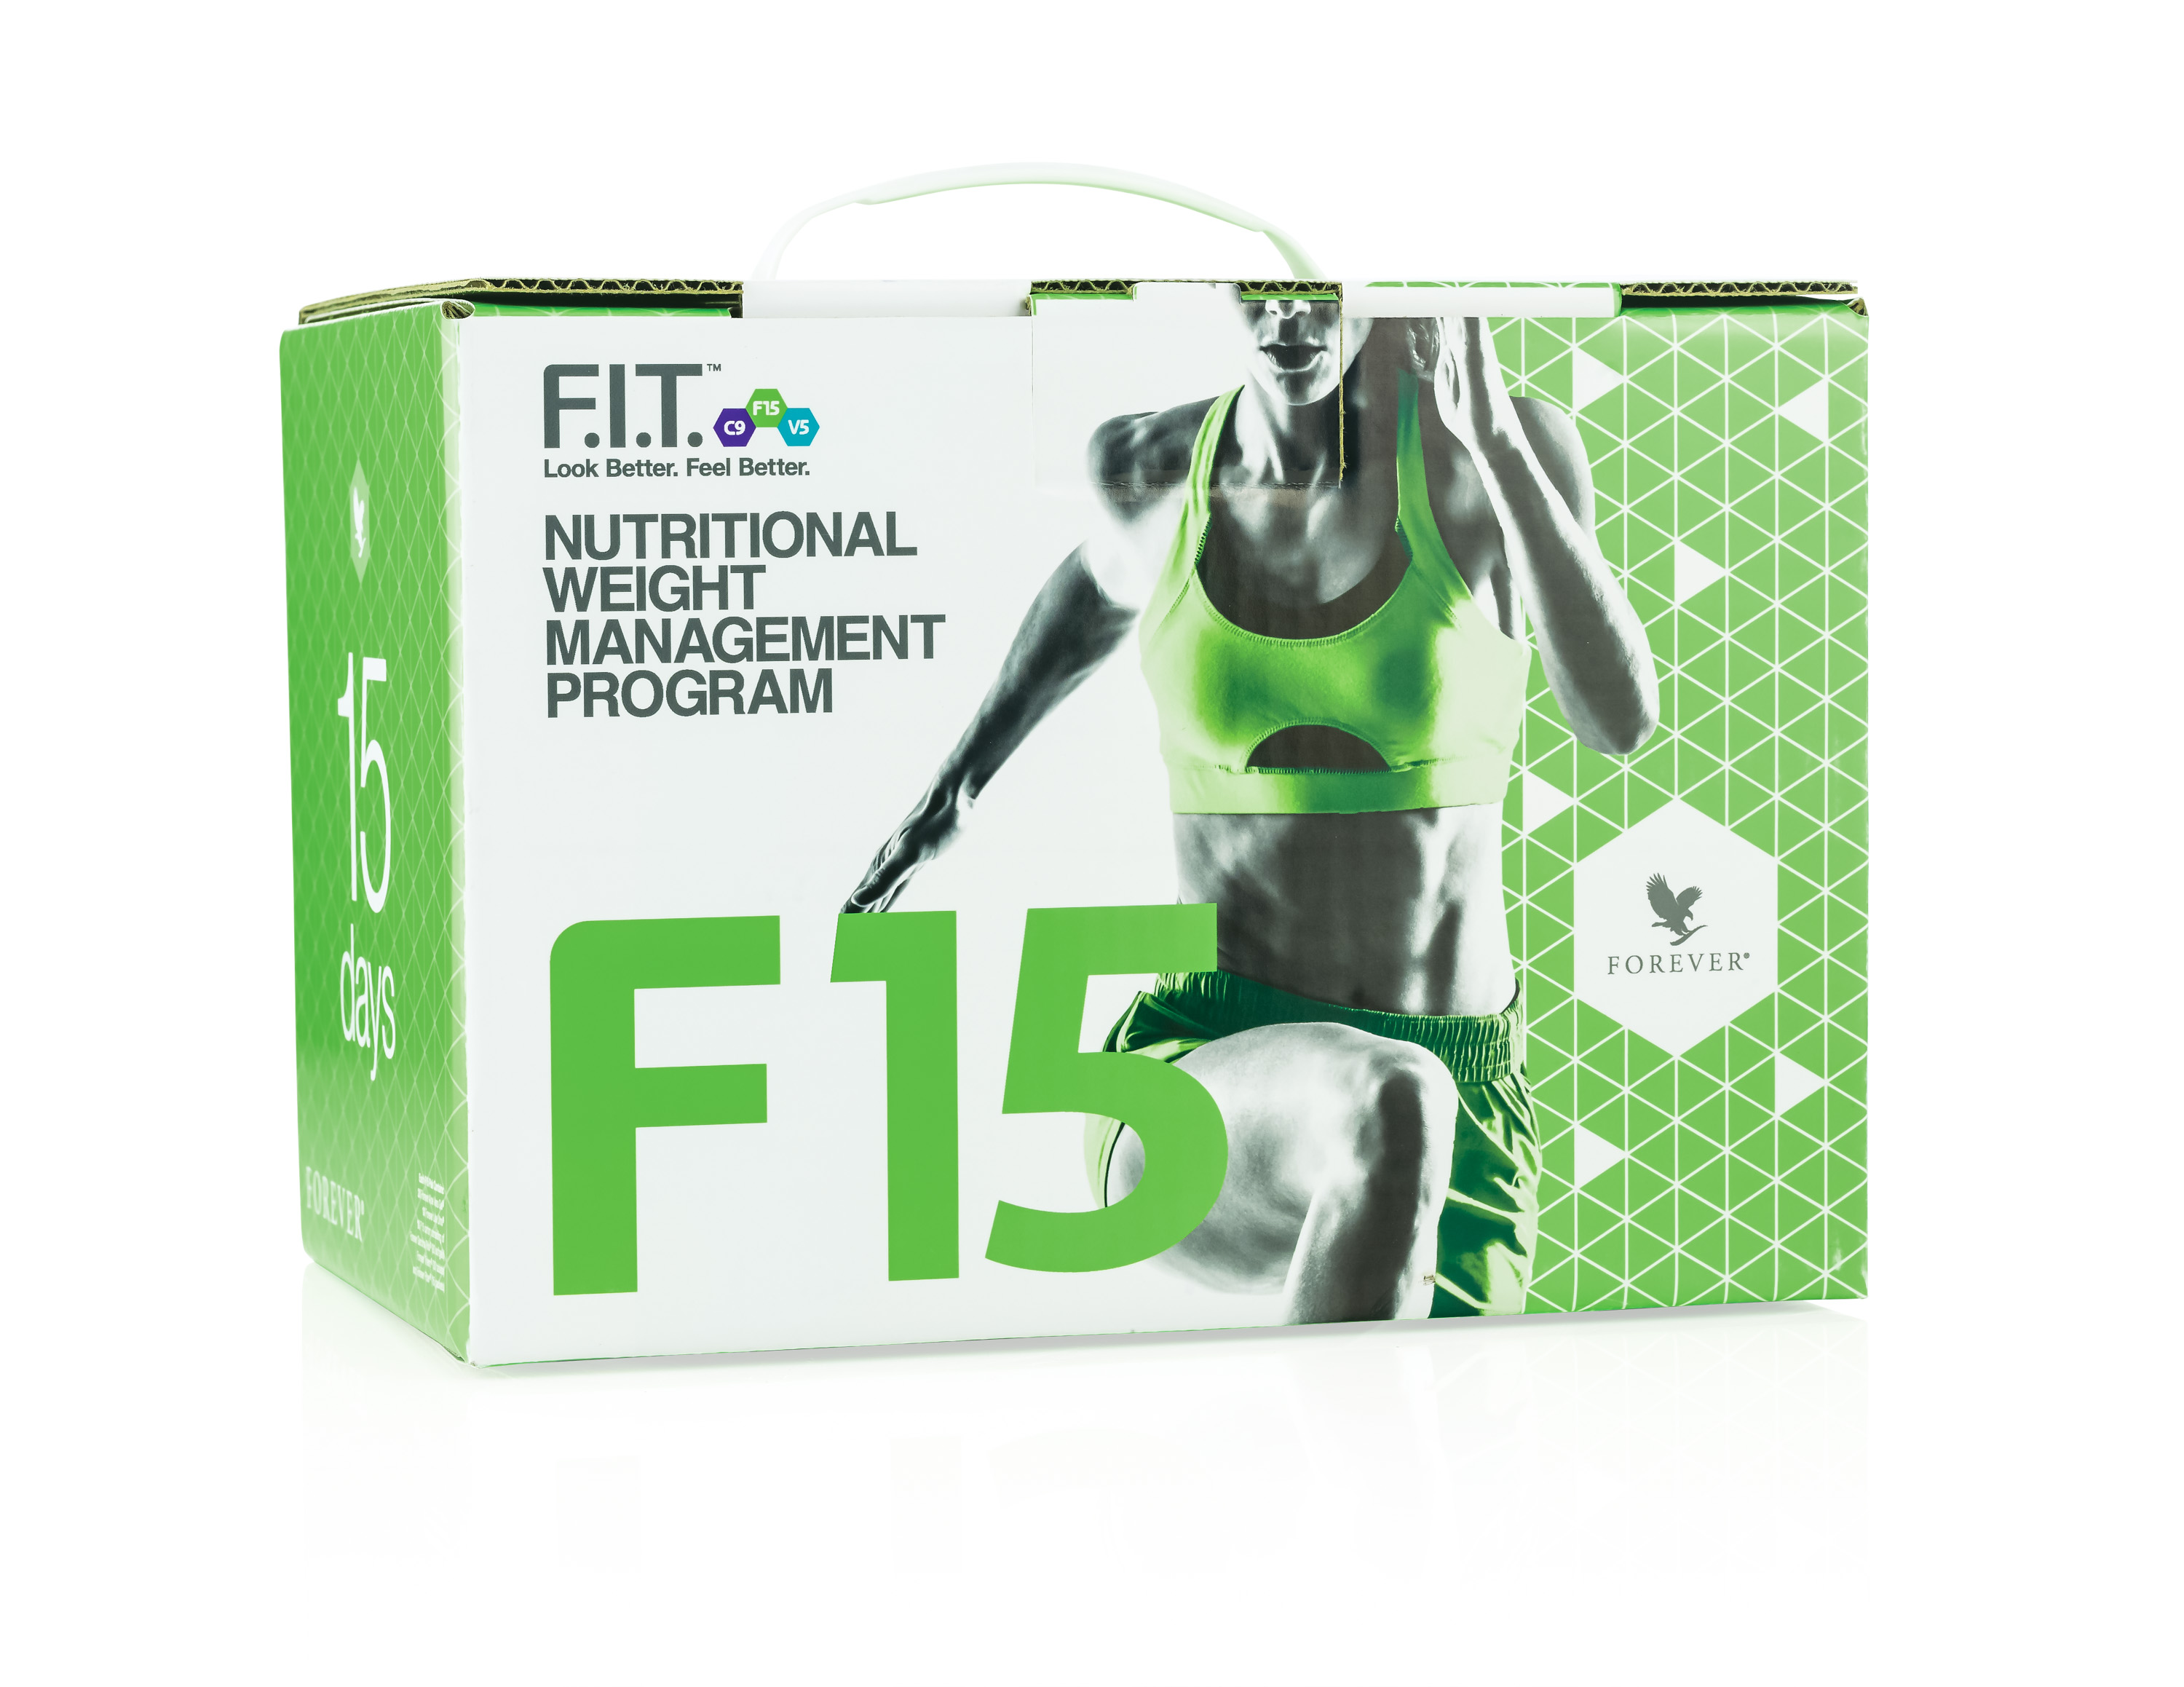 F.I.T.™
F15
C9 V5
Look Better. Feel Better.
NUTRITIONAL
WEIGHT
MANAGEMENT
PROGRAM
F15
FOREVER®
15
days
FOREVER®